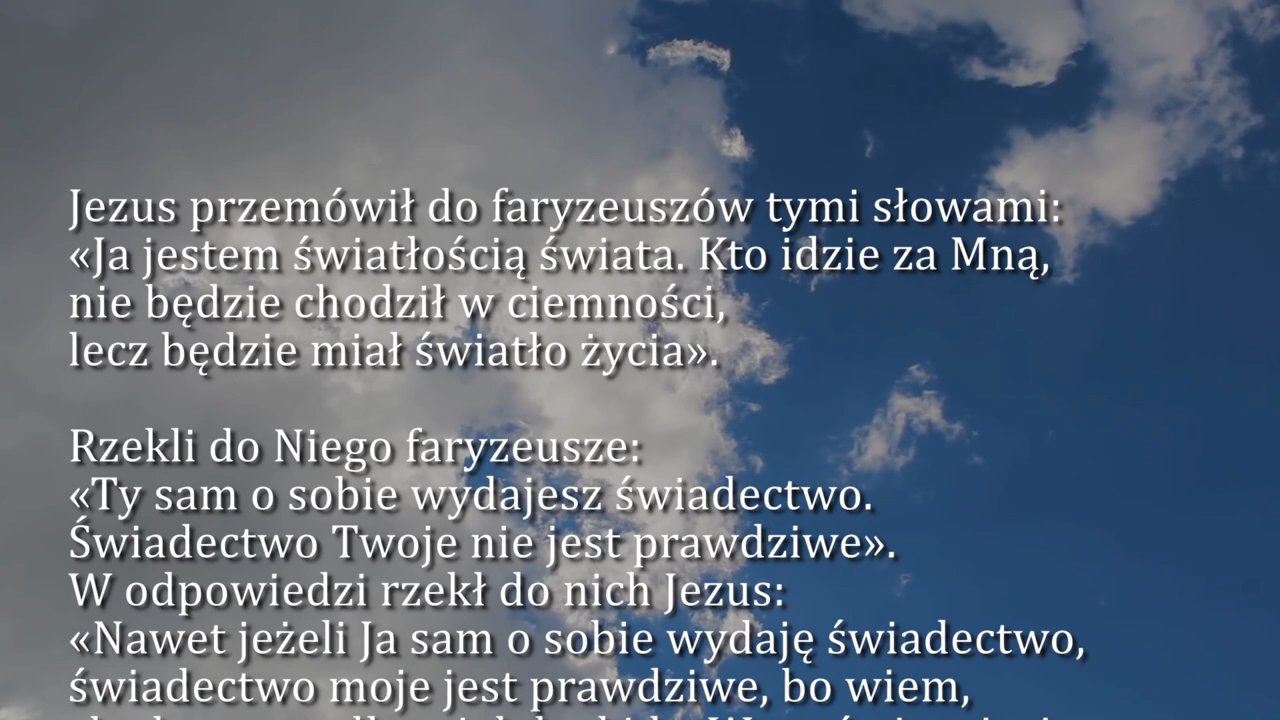 Jezus przemówił do faryzeuszów tymi słowami:
«Ja jestem światłością świata. Kto idzie za Mną,
nie będzie chodził w ciemności,
lecz będzie miał światło życia».
Rzekli do Niego faryzeusze:
«Ty sam o sobie wydajesz świadectwo.
Świadectwo Twoje nie jest prawdziwe».
W odpowiedzi rzekł do nich Jezus:
«Nawet jeżeli Ja sam o sobie wydaję świadectwo,
świadectwo moje jest prawdziwe, bo wiem,